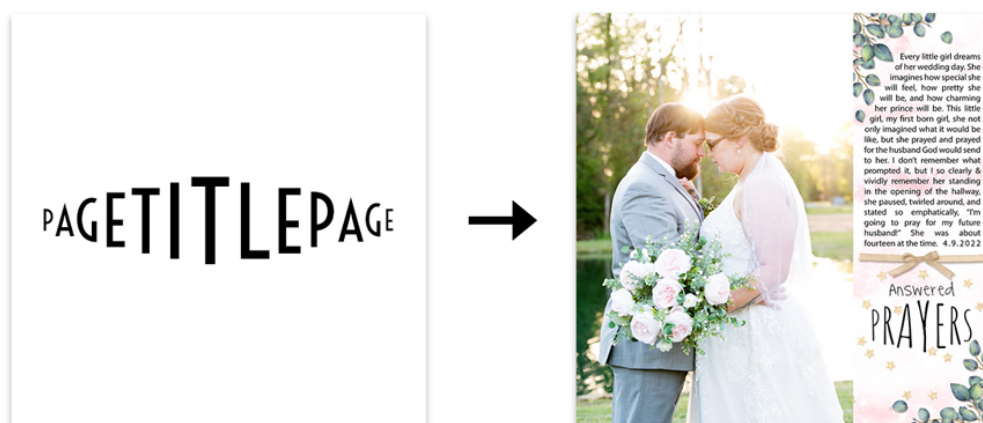 PAGETITLEPAGE
Every little girl dreams
of her wedding day. She
imagines how special she
will feel, how pretty she
will be, and how charming
her prince will be. This little
girl, my first born girl, she not
only imagined what it would be
like, but she prayed and prayed
for the husband God would send
to her. I don't remember what
prompted it, but I so clearly &
vividly remember her standing
in the opening of the hallway,
she paused, twirled around, and
stated so emphatically, "I'm
going to pray for my future
husband!" She was about
fourteen at the time. 4.9.2022
Answered
PRAYERS